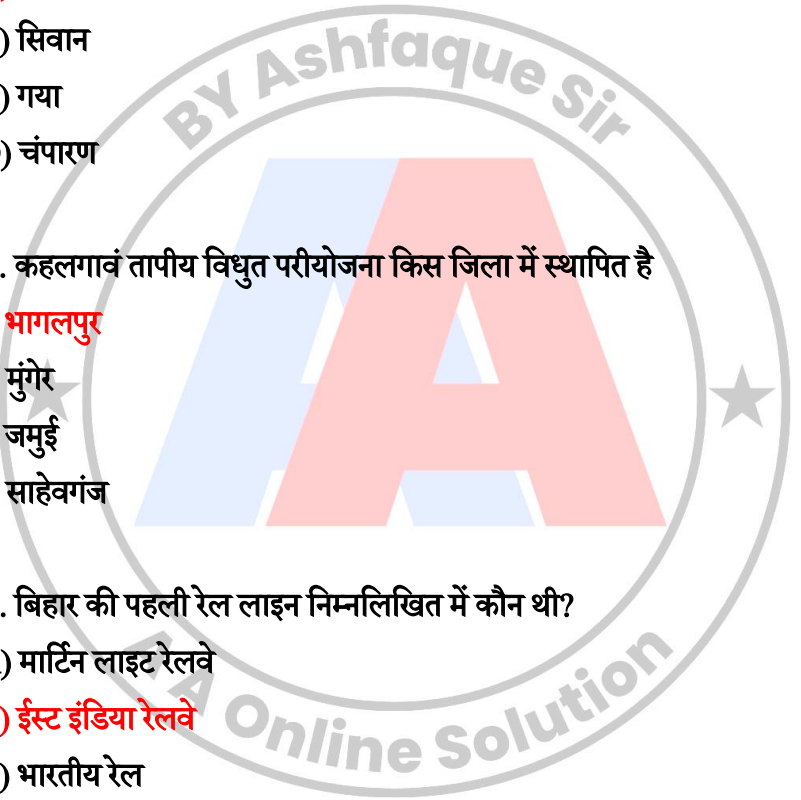 ) सिवान
) गया
) चंपारण
. कहलगावं तापीय विधुत परीयोजना किस जिला में स्थापित है
भागलपुर
मुंगेर
जमुई
साहेवगंज
. बिहार की पहली रेल लाइन निम्नलिखित में कौन थी?
) मार्टिन लाइट रेलवे
) ईस्ट इंडिया रेलवे
) भारतीय रेल
BY Ashfaque Sir
A Online Solution